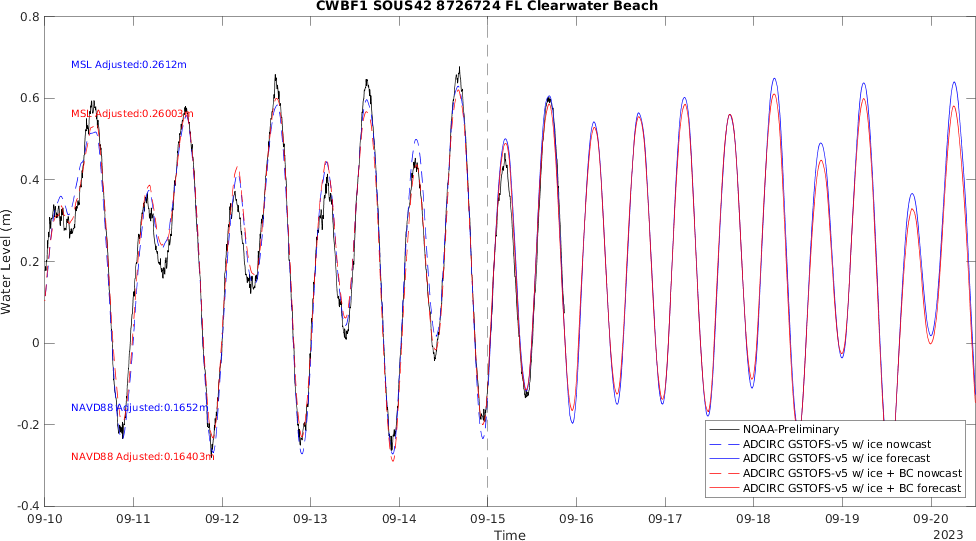 CWBF1 SOUS42 8726724 FL Clearwater Beach
0.8
0.6
0.4
0.2
0
-0.2
-0.4
Water Level (m)
MSL Adjusted:0.2612m
MSL Adjusted:0.26003m
NAVD88 Adjusted:0.1652m
NAVD88 Adjusted:0.16403m
NOAA-Preliminary
ADCIRC GSTOFS-v5 w/ ice nowcast
ADCIRC GSTOFS-v5 w/ ice forecast
ADCIRC GSTOFS-v5 w/ ice + BC nowcast
ADCIRC GSTOFS-v5 w/ ice + BC forecast
09-10 09-11 09-12 09-13 09-14 09-15 09-16 09-17 09-18 09-19 09-20
Time
2023